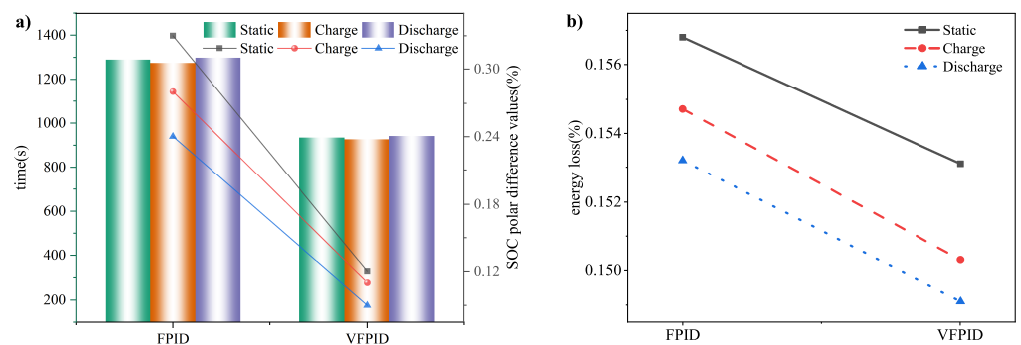 a)
Static Charge Discharge
Static Charge Discharge
1400
1200
1000
800
600
400
200
time(s)
0.30
0.24
0.18
0.12
SOC polar difference values(%)
FPID VFPID
b)
Static
Charge
Discharge
0.156
0.154
0.152
0.150
energy loss(%)
FPID VFPID